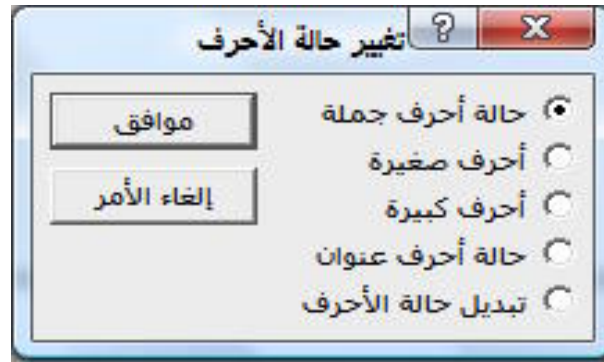 تغيير حالة الأحرف
حالة أحرف جملة
أحرف صغيرة
أحرف كبيرة
حالة أحرف عنوان
تبديل حالة الأحرف
موافق
إلغاء الأمر